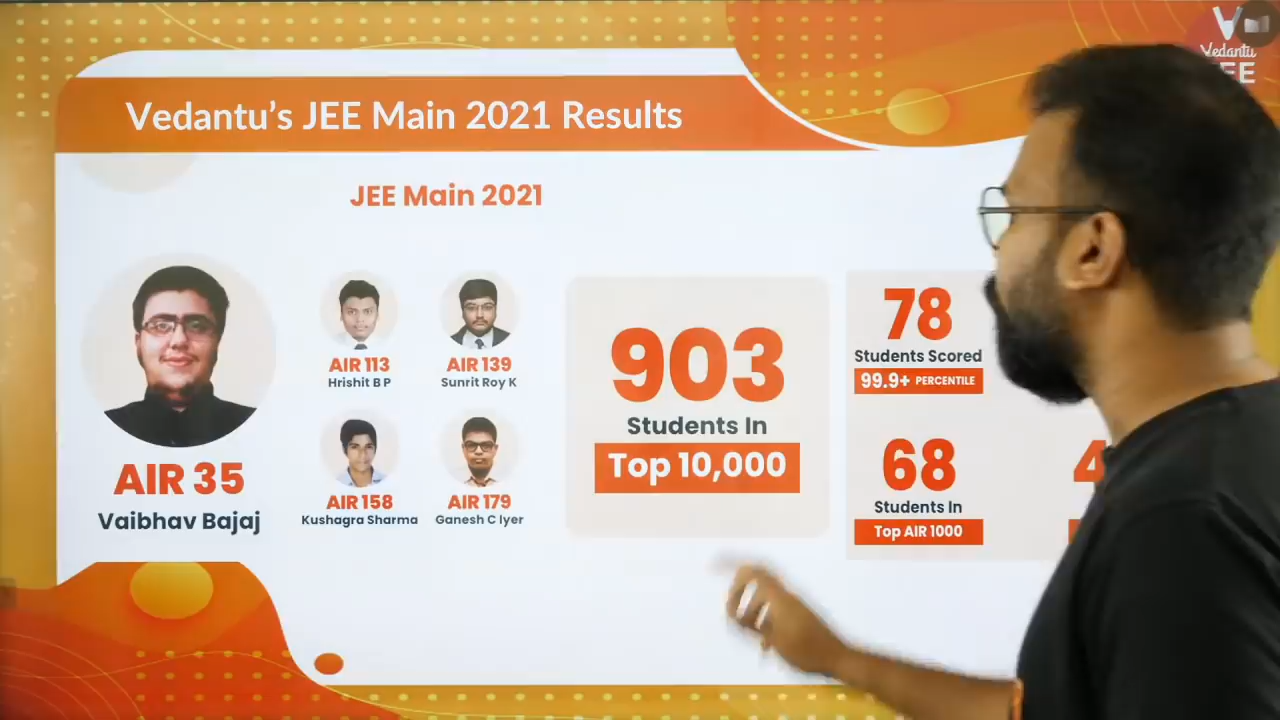 Vedantu
JEE
Vedantu's JEE Main 2021 Results
JEE Main 2021
AIR 35
Vaibhav Bajaj
AIR 113
Hrishit B P
AIR 139
Sunrit Roy K
AIR 158
Kushagra Sharma
AIR 179
Ganesh C Iyer
903
Students In
Top 10,000
78
Students Scored
99.9+ PERCENTILE
68
Students In
Top AIR 1000
4